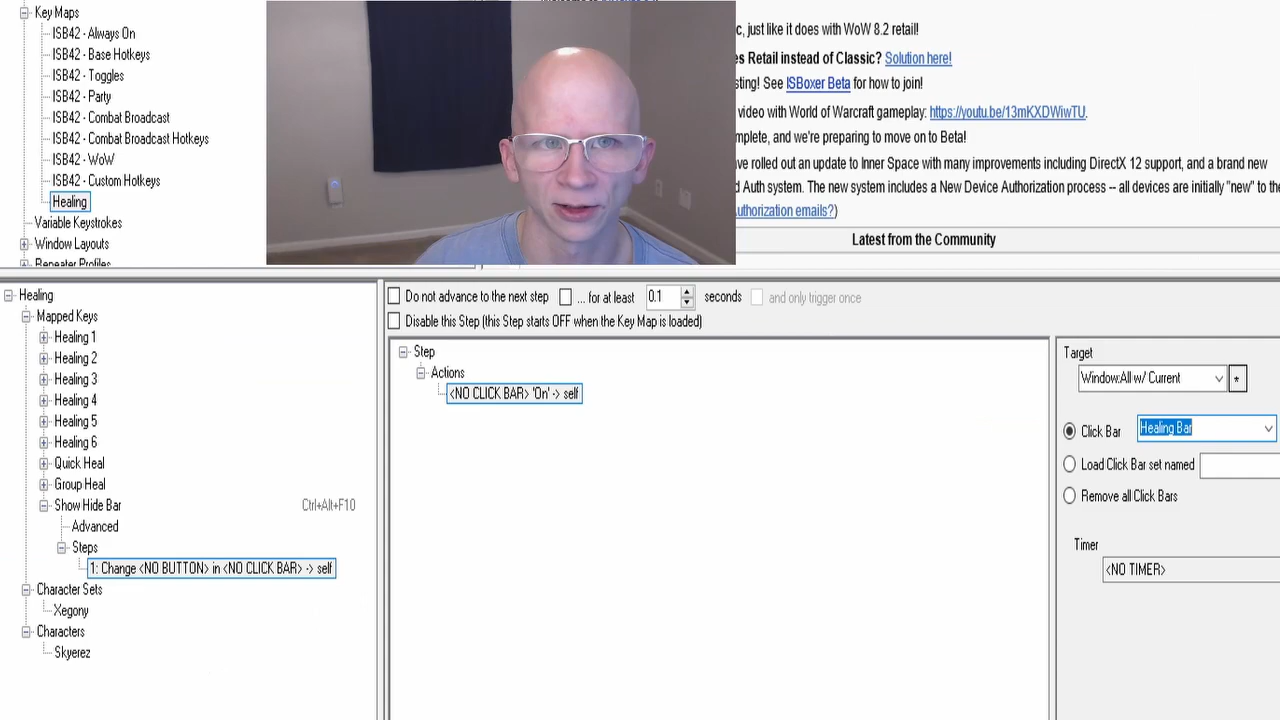 Key Maps
ISB42 - Always On
ISB42 - Base Hotkeys
ISB42 - Toggles
ISB42 - Party
ISB42 - Combat Broadcast
ISB42 - Combat Broadcast Hotkeys
ISB42 - WoW
ISB42 - Custom Hotkeys
Healing
Variable Keystrokes
Window Layouts
Repeater Profiles
c, just like it does with WoW 8.2 retail!
es Retail instead of Classic? Solution here!
sting! See ISBoxer Beta for how to join!
video with World of Warcraft gameplay: https://youtu.be/13mKXDWiwTU.
mplete, and we're preparing to move on to Beta!
ve rolled out an update to Inner Space with many improvements including DirectX 12 support, and a brand new
d Auth system. The new system includes a New Device Authorization process -- all devices are initially "new" to the
uthorization emails?)
Latest from the Community
Healing
Mapped Keys
Healing 1
Healing 2
Healing 3
Healing 4
Healing 5
Healing 6
Quick Heal
Group Heal
Show Hide Bar Ctrl+Alt+F10
Advanced
Steps
1: Change <NO BUTTON> in <NO CLICK BAR> -> self
Character Sets
Xegony
Characters
Skyerez
Do not advance to the next step ... for at least 0.1 seconds and only trigger once
Disable this Step (this Step starts OFF when the Key Map is loaded)
Step
Actions
<NO CLICK BAR> 'On' -> self
Target
Window:All w/ Current *
Click Bar Healing Bar
Load Click Bar set named
Remove all Click Bars
Timer
<NO TIMER>